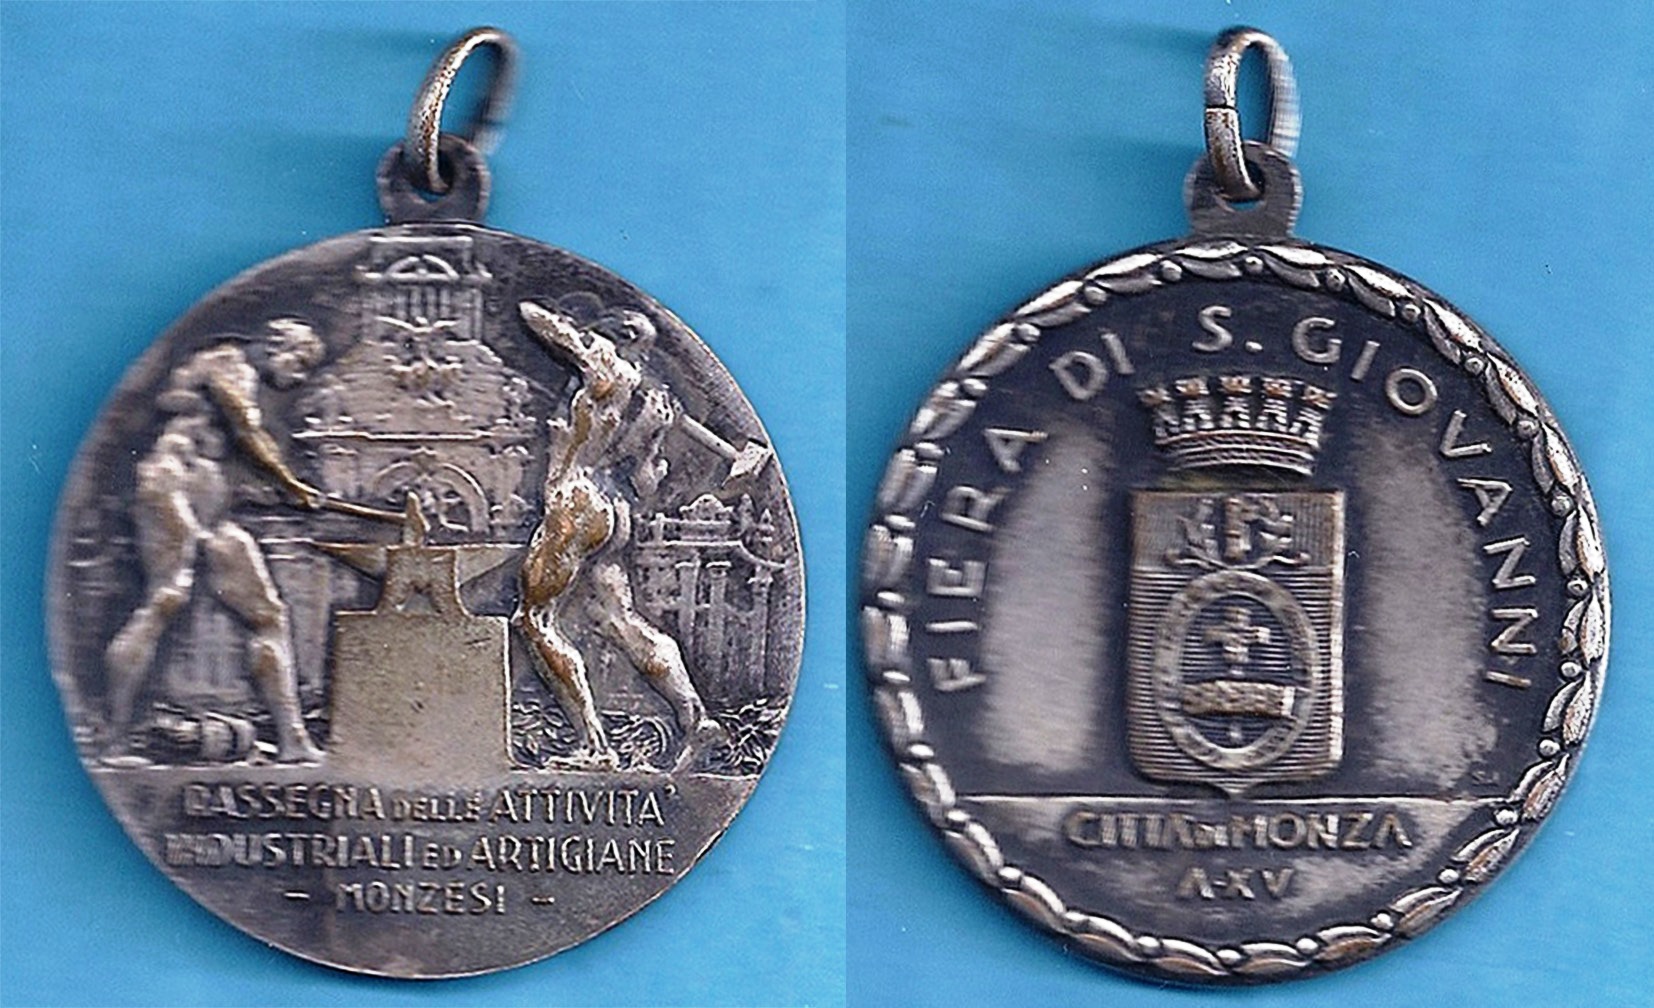 RASSEGNA DELLE ATTIVITA'
INDUSTRIALI ED ARTIGIANE
- MONZESI -
FIERA DI S. GIOVANNI
CITTA DI MONZA
A·XV